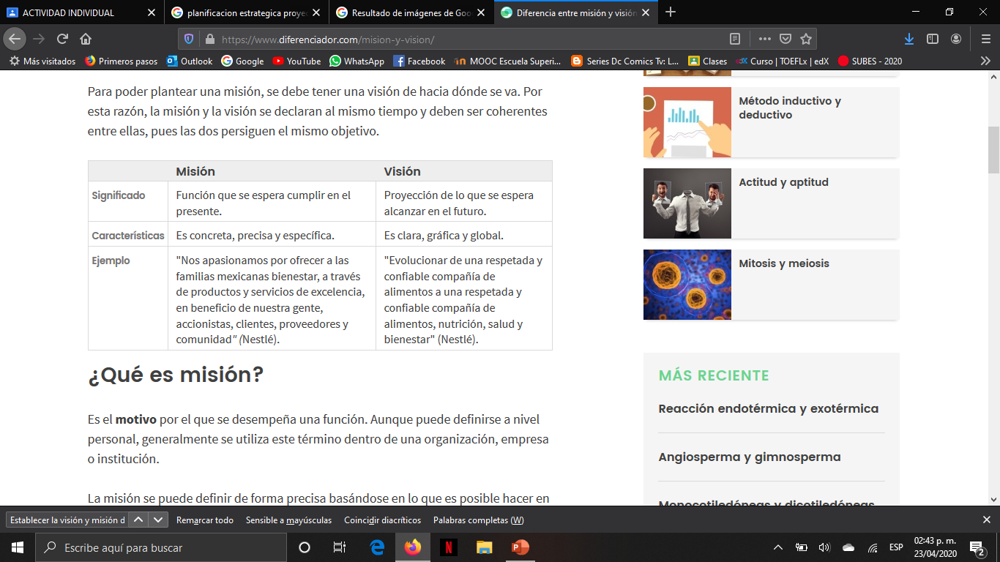 ACTIVIDAD INDIVIDUAL
planificacion estrategica proye
Resultado de imágenes de Goo
Diferencia entre misión y visión
https://www.diferenciador.com/mision-y-vision/
Más visitados
Primeros pasos
Outlook
Google
YouTube
WhatsApp
Facebook
MOOC Escuela Superi...
Series Dc Comics Tv: L...
Clases
Curso | TOEFLx | edX
SUBES - 2020
Para poder plantear una misión, se debe tener una visión de hacia dónde se va. Por
esta razón, la misión y la visión se declaran al mismo tiempo y deben ser coherentes
entre ellas, pues las dos persiguen el mismo objetivo.
Misión
Visión
Significado
Función que se espera cumplir en el
presente.
Proyección de lo que se espera
alcanzar en el futuro.
Características
Es concreta, precisa y específica.
Es clara, gráfica y global.
Ejemplo
"Nos apasionamos por ofrecer a las
familias mexicanas bienestar, a través
de productos y servicios de excelencia,
en beneficio de nuestra gente,
accionistas, clientes, proveedores y
comunidad" (Nestlé).
"Evolucionar de una respetada y
confiable compañía de
alimentos a una respetada y
confiable compañía de
alimentos, nutrición, salud y
bienestar" (Nestlé).
¿Qué es misión?
Es el motivo por el que se desempeña una función. Aunque puede definirse a nivel
personal, generalmente se utiliza este término dentro de una organización, empresa
o institución.
La misión se puede definir de forma precisa basándose en lo que es posible hacer en
Método inductivo y
deductivo
Actitud y aptitud
Mitosis y meiosis
MÁS RECIENTE
Reacción endotérmica y exotérmica
Angiosperma y gimnosperma
Monocotiledóneas y dicotiledóneas
Establecer la visión y misión d
Remarcar todo
Sensible a mayúsculas
Coincidir diacríticos
Palabras completas (W)
Escribe aquí para buscar
ESP
02:43 p. m.
23/04/2020
2